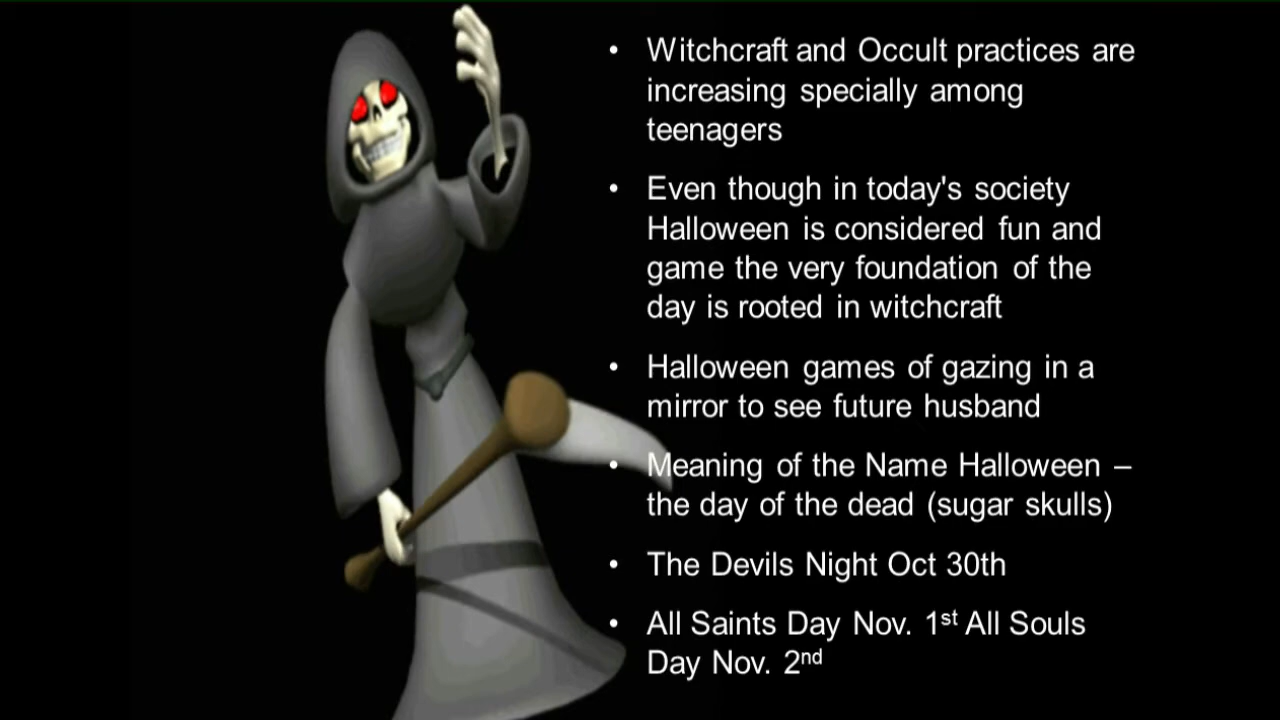 • Witchcraft and Occult practices are
increasing specially among
teenagers
• Even though in today's society
Halloween is considered fun and
game the very foundation of the
day is rooted in witchcraft
• Halloween games of gazing in a
mirror to see future husband
• Meaning of the Name Halloween –
the day of the dead (sugar skulls)
• The Devils Night Oct 30th
• All Saints Day Nov. 1st All Souls
Day Nov. 2nd